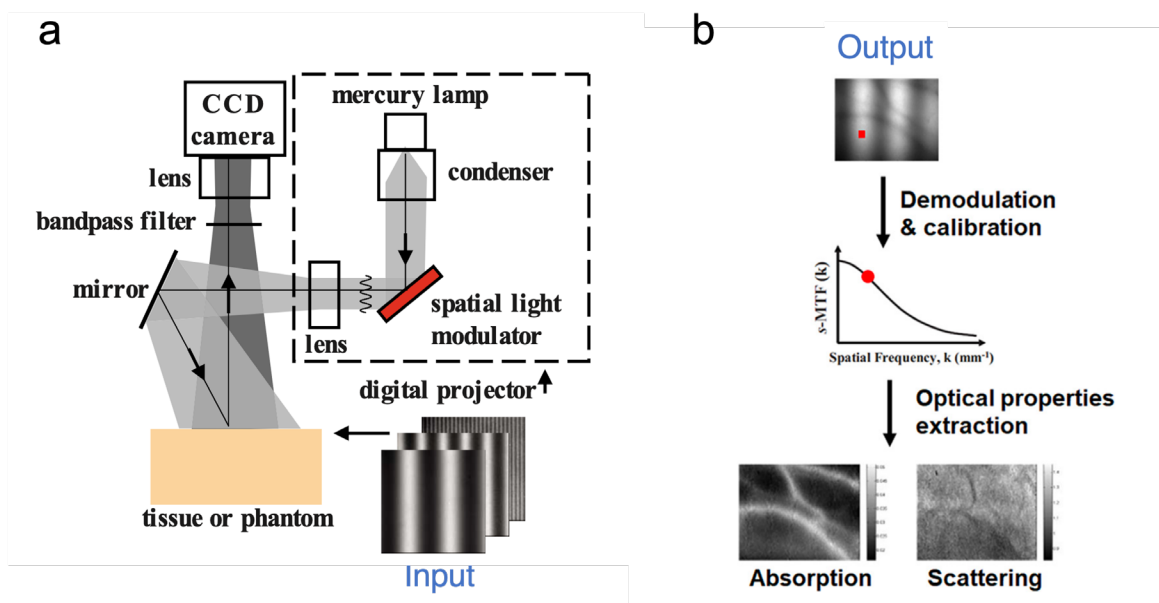 a
CCD
camera
lens
bandpass filter
mirror
mercury lamp
condenser
spatial light
modulator
lens
digital projector
tissue or phantom
Input
b
Output
Demodulation
& calibration
s-MTF (k)
Spatial Frequency, k (mm⁻¹)
Optical properties
extraction
Absorption
Scattering